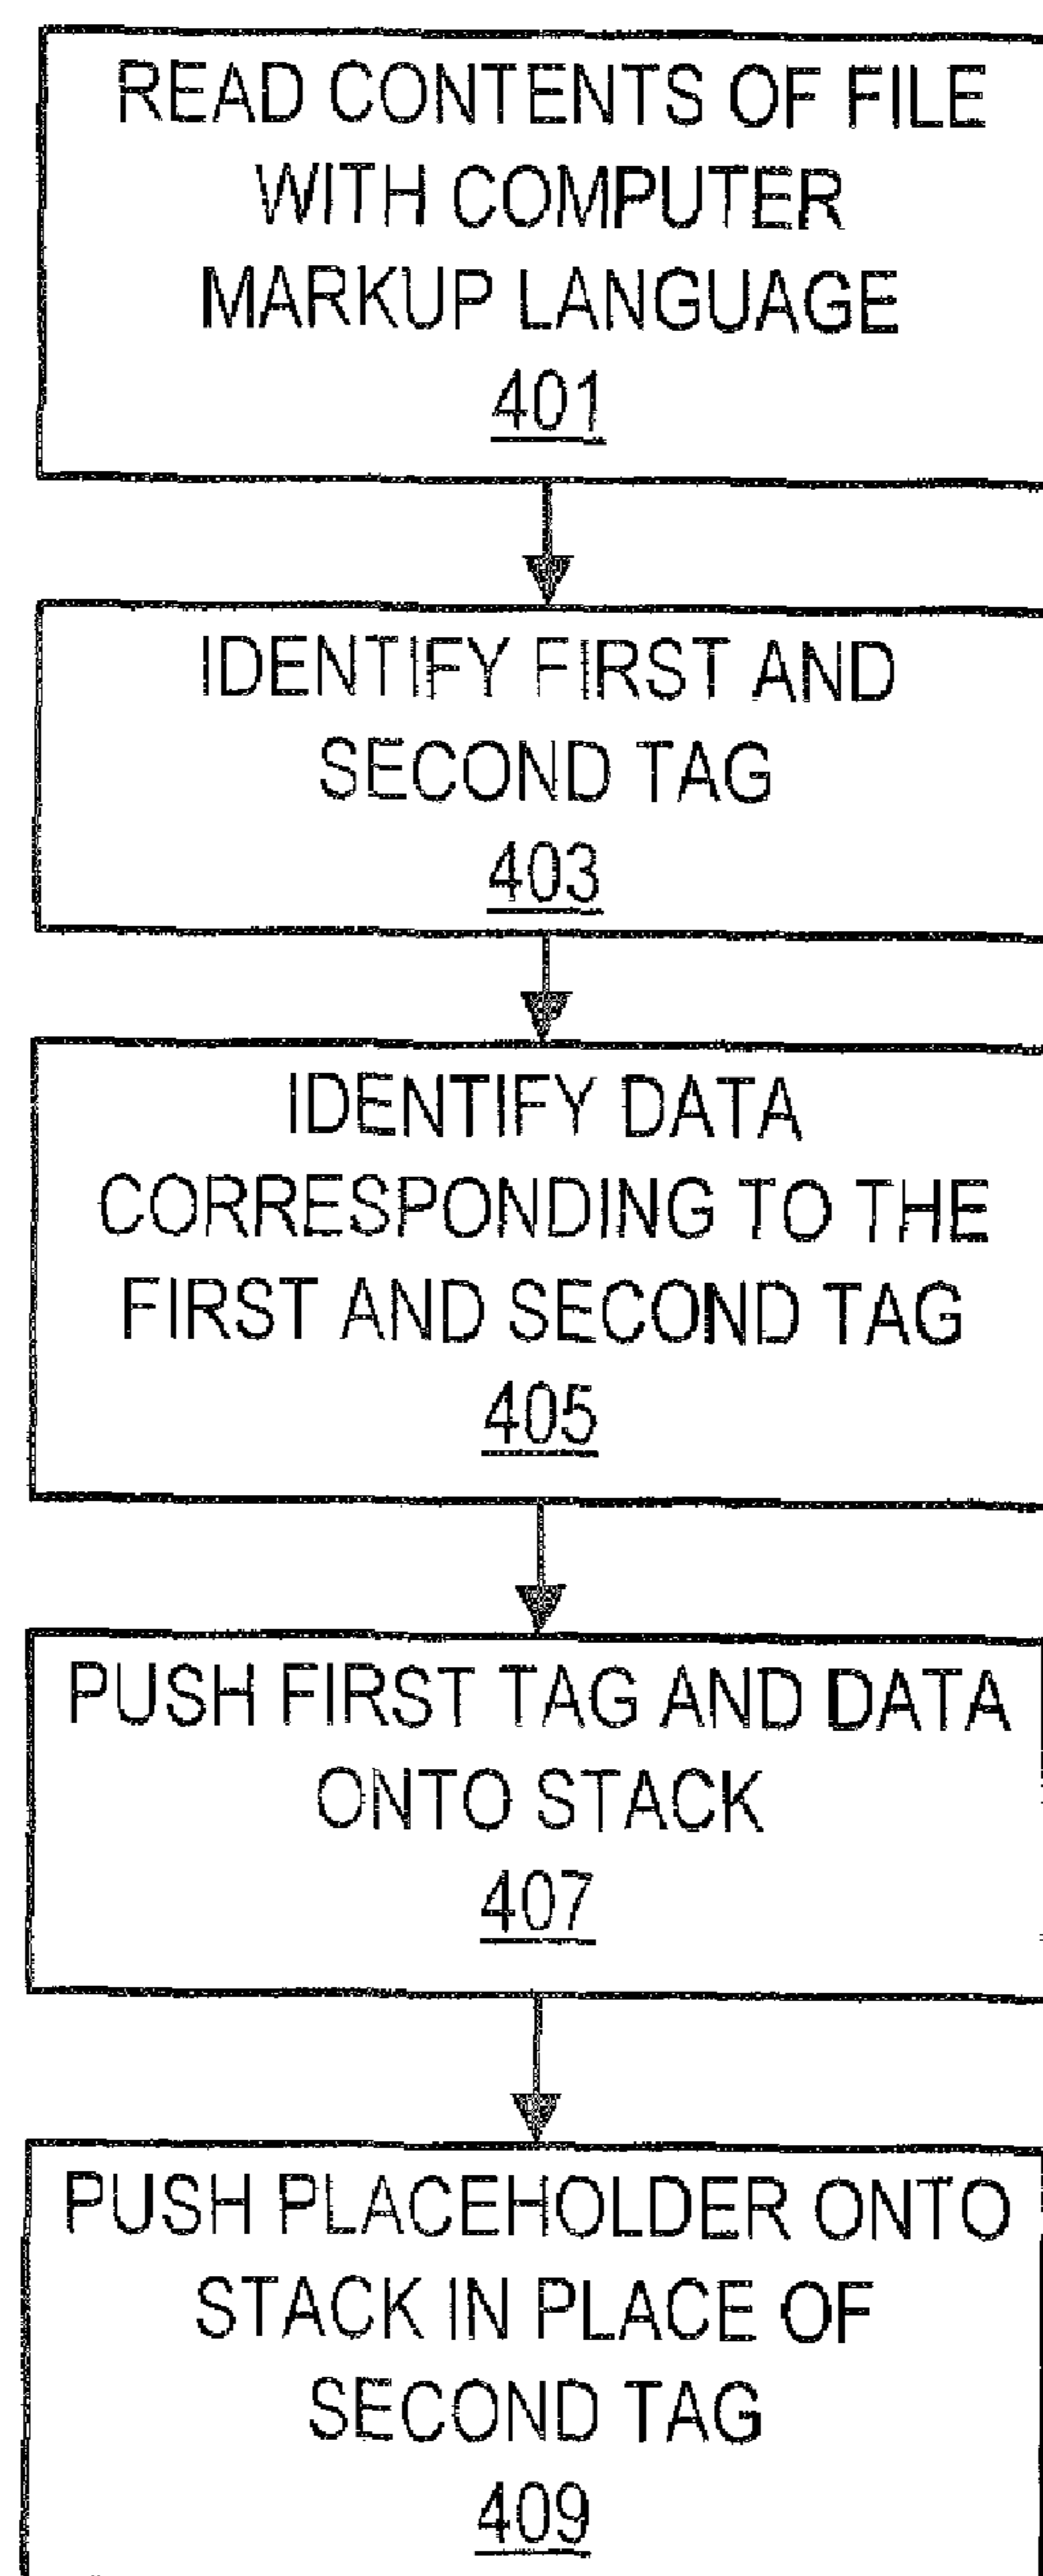 READ CONTENTS OF FILE
WITH COMPUTER
MARKUP LANGUAGE
401
IDENTIFY FIRST AND
SECOND TAG
403
IDENTIFY DATA
CORRESPONDING TO THE
FIRST AND SECOND TAG
405
PUSH FIRST TAG AND DATA
ONTO STACK
407
PUSH PLACEHOLDER ONTO
STACK IN PLACE OF
SECOND TAG
409